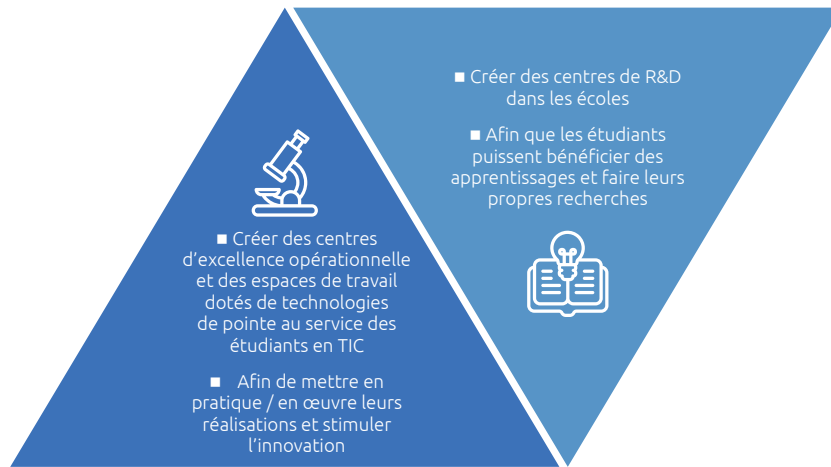 ■ Créer des centres
d’excellence opérationnelle
et des espaces de travail
dotés de technologies
de pointe au service des
étudiants en TIC
■ Afin de mettre en
pratique / en œuvre leurs
réalisations et stimuler
l’innovation
■ Créer des centres de R&D
dans les écoles
■ Afin que les étudiants
puissent bénéficier des
apprentissages et faire leurs
propres recherches